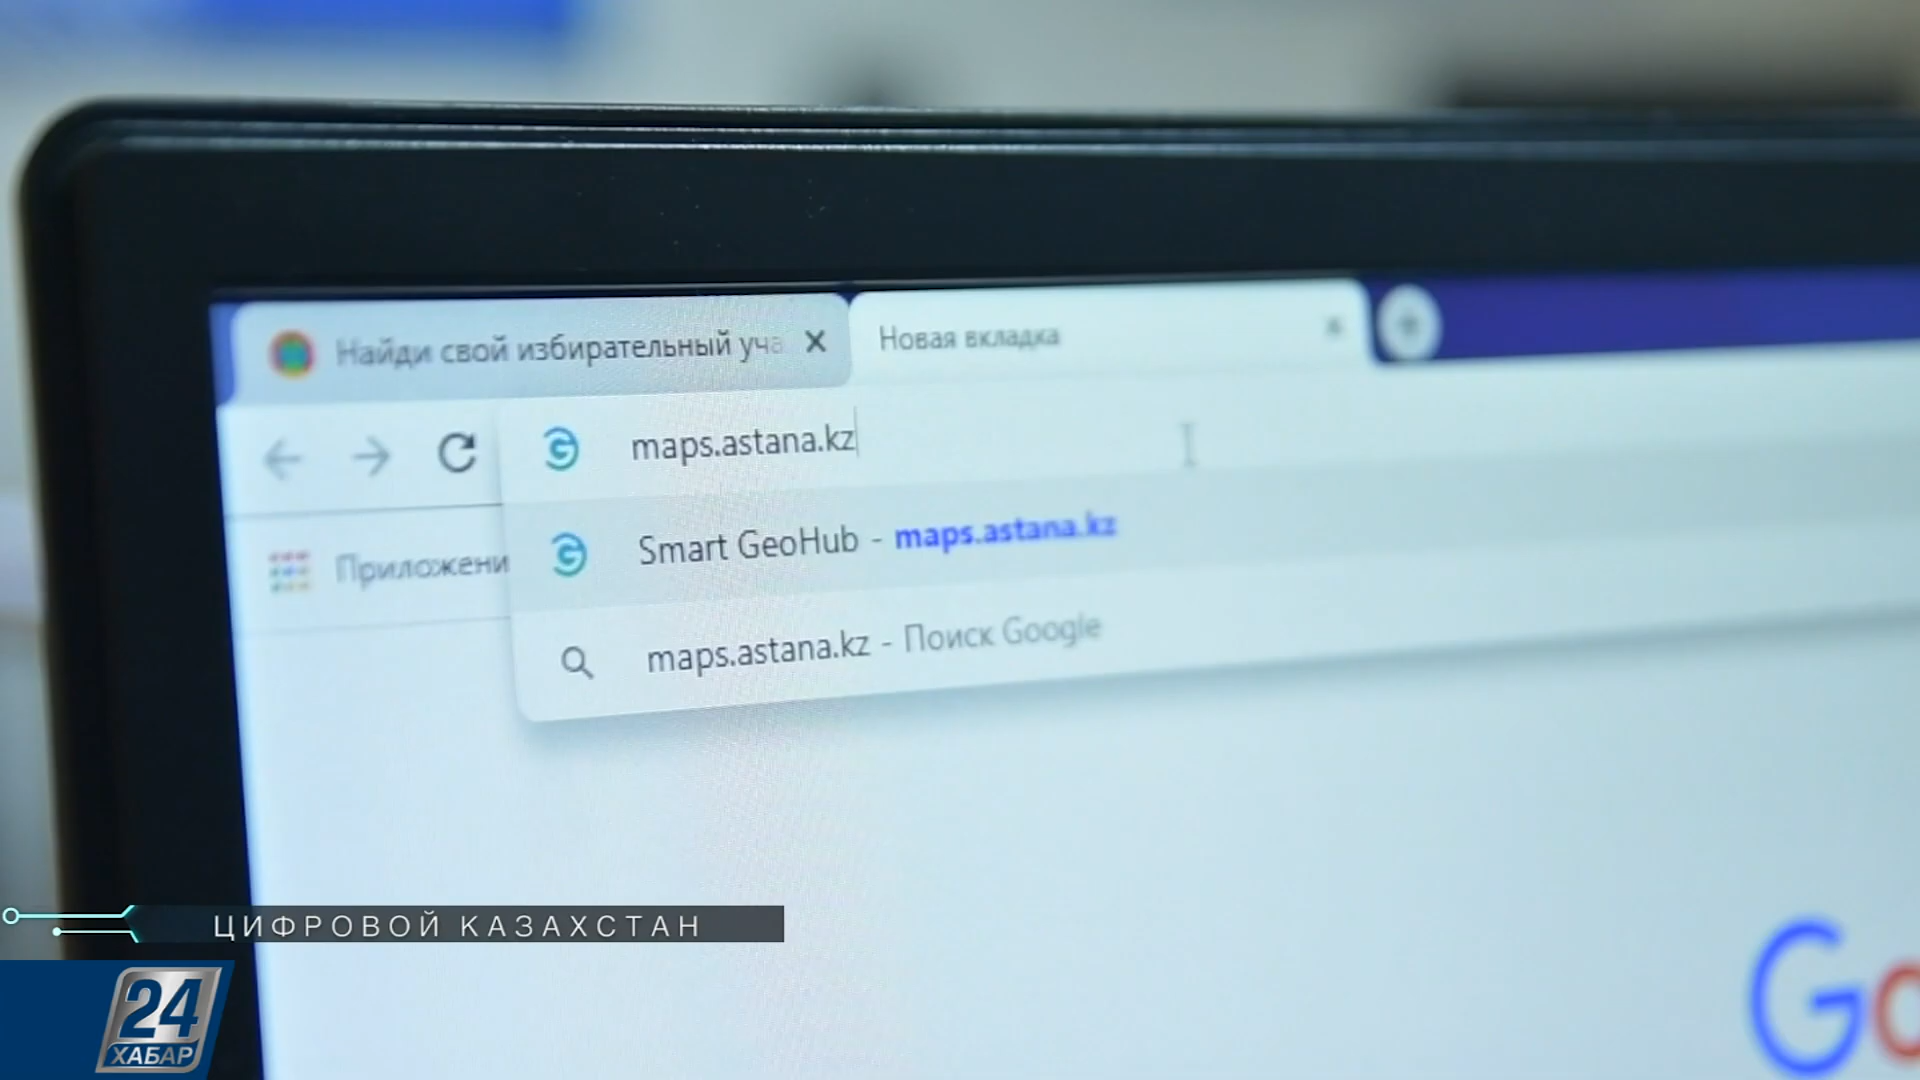 Найди свой избирательный уча
Новая вкладка
maps.astana.kz
Smart GeoHub - maps.astana.kz
Приложени
maps.astana.kz - Поиск Google
ЦИФРОВОЙ КАЗАХСТАН
24
ХАБАР
Go